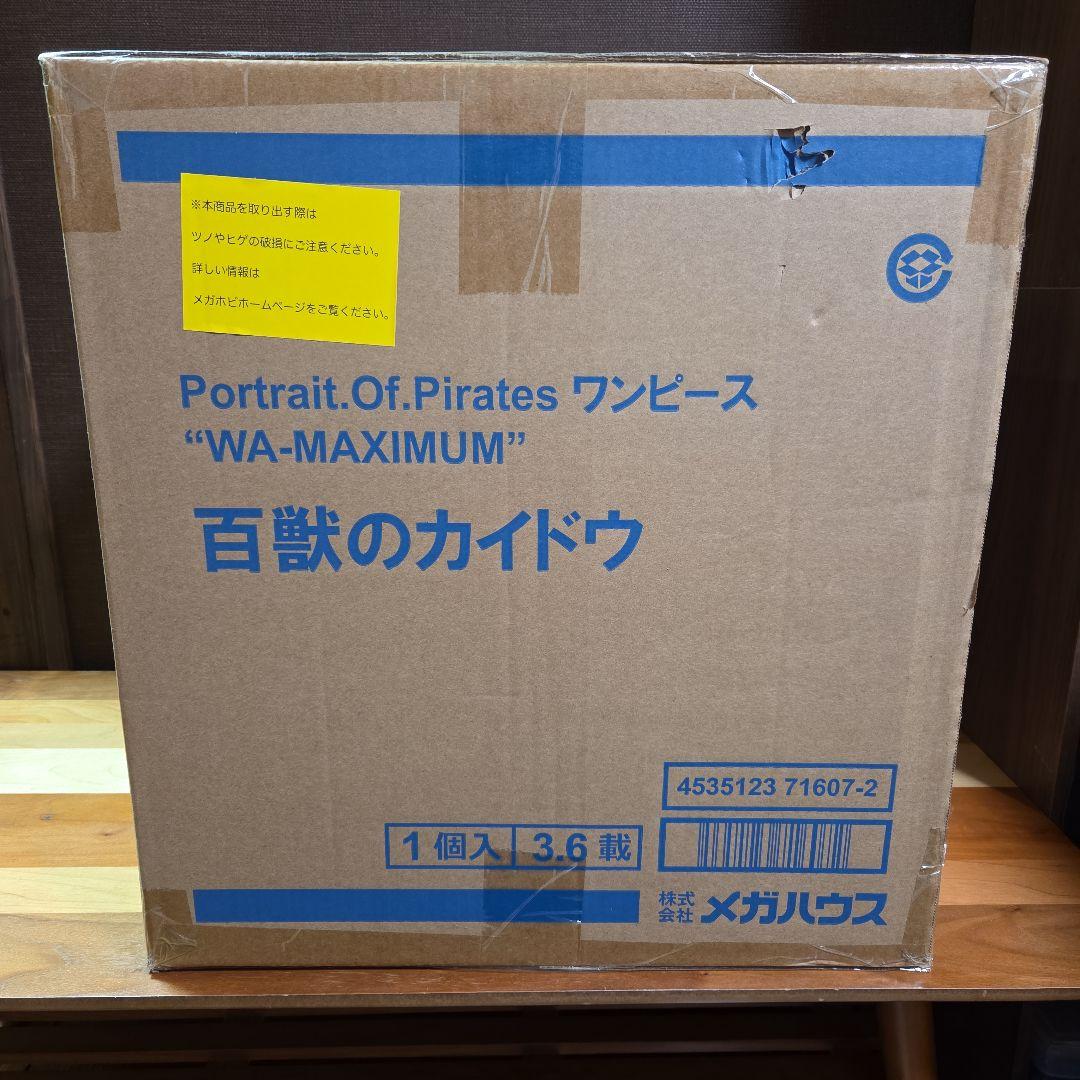 ※本商品を取り出す際は
ツノやヒゲの破損にご注意ください。
詳しい情報は
メガホビホームページをご覧ください。
Portrait.Of.Pirates ワンピース
“WA-MAXIMUM”
百獣のカイドウ
4535123 71607-2
1個入 3.6載
株式会社 メガハウス